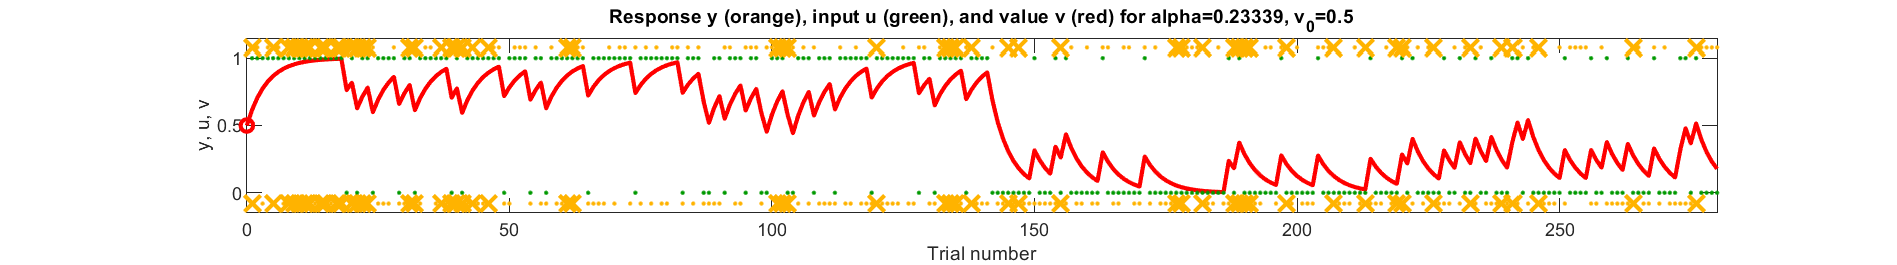 Response y (orange), input u (green), and value v (red) for alpha=0.23339, v0=0.5
y, u, v
1
0.5
0
0 50 100 150 200 250
Trial number